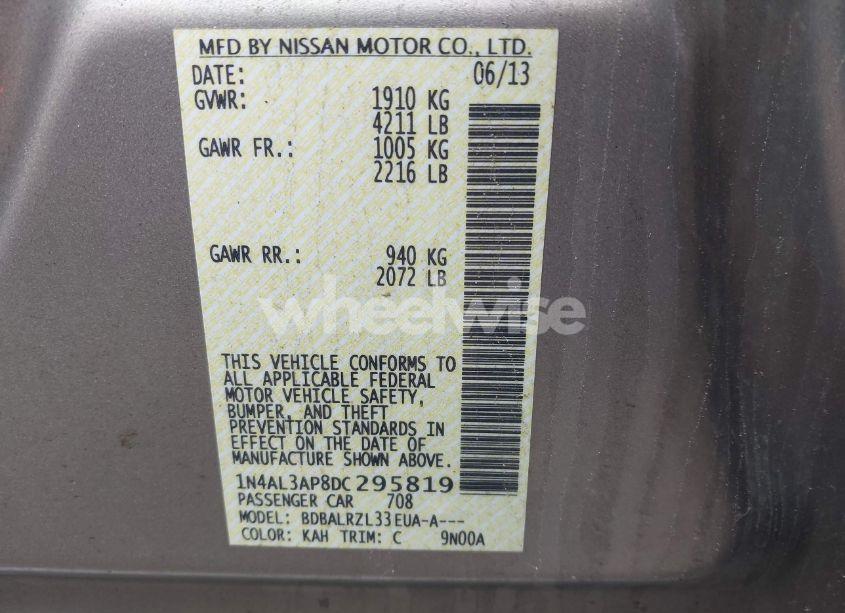 MFD BY NISSAN MOTOR CO., LTD.
DATE: 06/13
GVWR: 1910 KG
4211 LB
GAWR FR.: 1005 KG
2216 LB
GAWR RR.: 940 KG
2072 LB
wheelwise
THIS VEHICLE CONFORMS TO
ALL APPLICABLE FEDERAL
MOTOR VEHICLE SAFETY,
BUMPER, AND THEFT
PREVENTION STANDARDS IN
EFFECT ON THE DATE OF
MANUFACTURE SHOWN ABOVE.
1N4AL3AP8DC295819
PASSENGER CAR 708
MODEL: BDBALRZL33EUA-A---
COLOR: KAH TRIM: C 9N00A